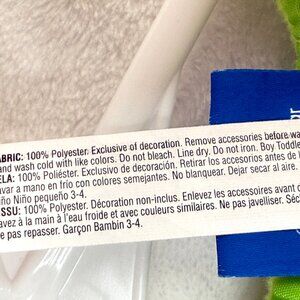 ABRIC: 100% Polyester. Exclusive of decoration. Remove accessories before wa
and wash cold with like colors. Do not bleach. Line dry. Do not iron. Boy Toddle
ELA: 100% Poliéster. Exclusivo de decoración. Retirar los accesorios antes de l
avar a mano en frio con colores semejantes. No blanquear. Dejar secar al aire.
iño Niño pequeño 3-4.
SSU: 100% Polyester. Décoration non-inclus. Enlevez les accessoires avant
avez à la main à l'eau froide et avec couleurs similaires. Ne pas javelliser. Séc
e pas repasser. Garçon Bambin 3-4.